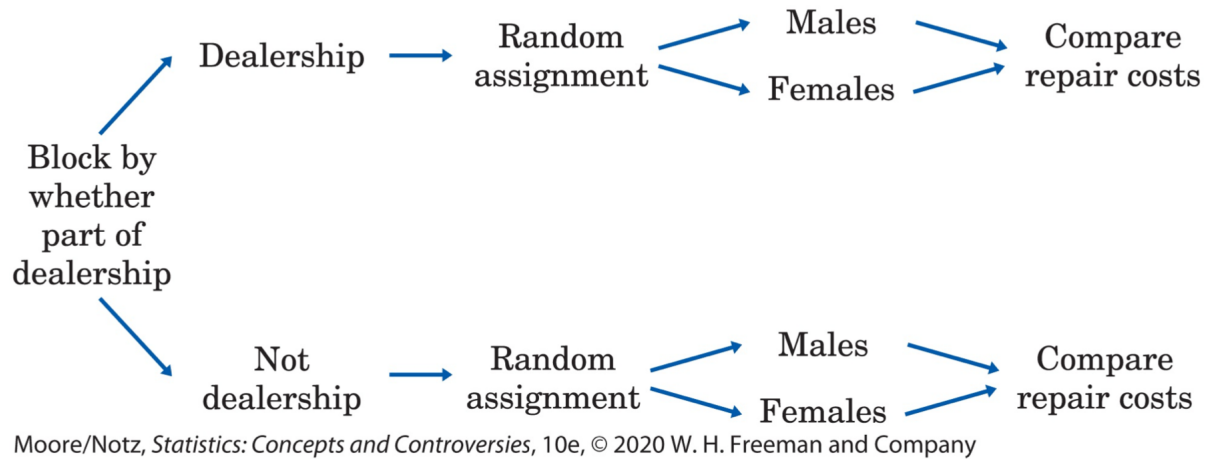 Block by
whether
part of
dealership
Dealership
Random
assignment
Males
Females
Compare
repair costs
Not
dealership
Random
assignment
Males
Females
Compare
repair costs
Moore/Notz, Statistics: Concepts and Controversies, 10e, © 2020 W. H. Freeman and Company